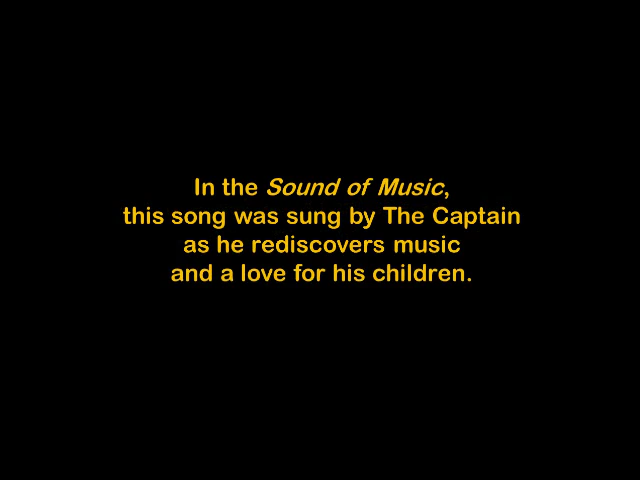 In the Sound of Music,
this song was sung by The Captain
as he rediscovers music
and a love for his children.